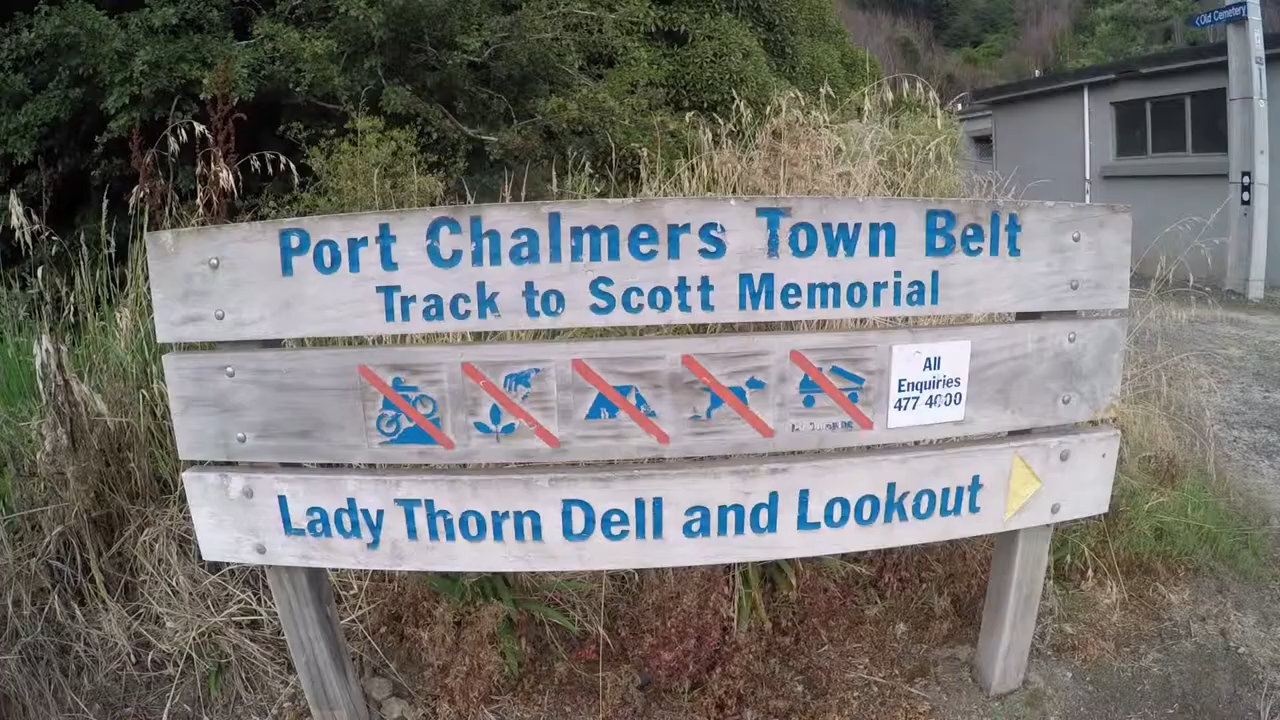 <Old Cemetery
Port Chalmers Town Belt
Track to Scott Memorial
All
Enquiries
477 4000
Lady Thorn Dell and Lookout